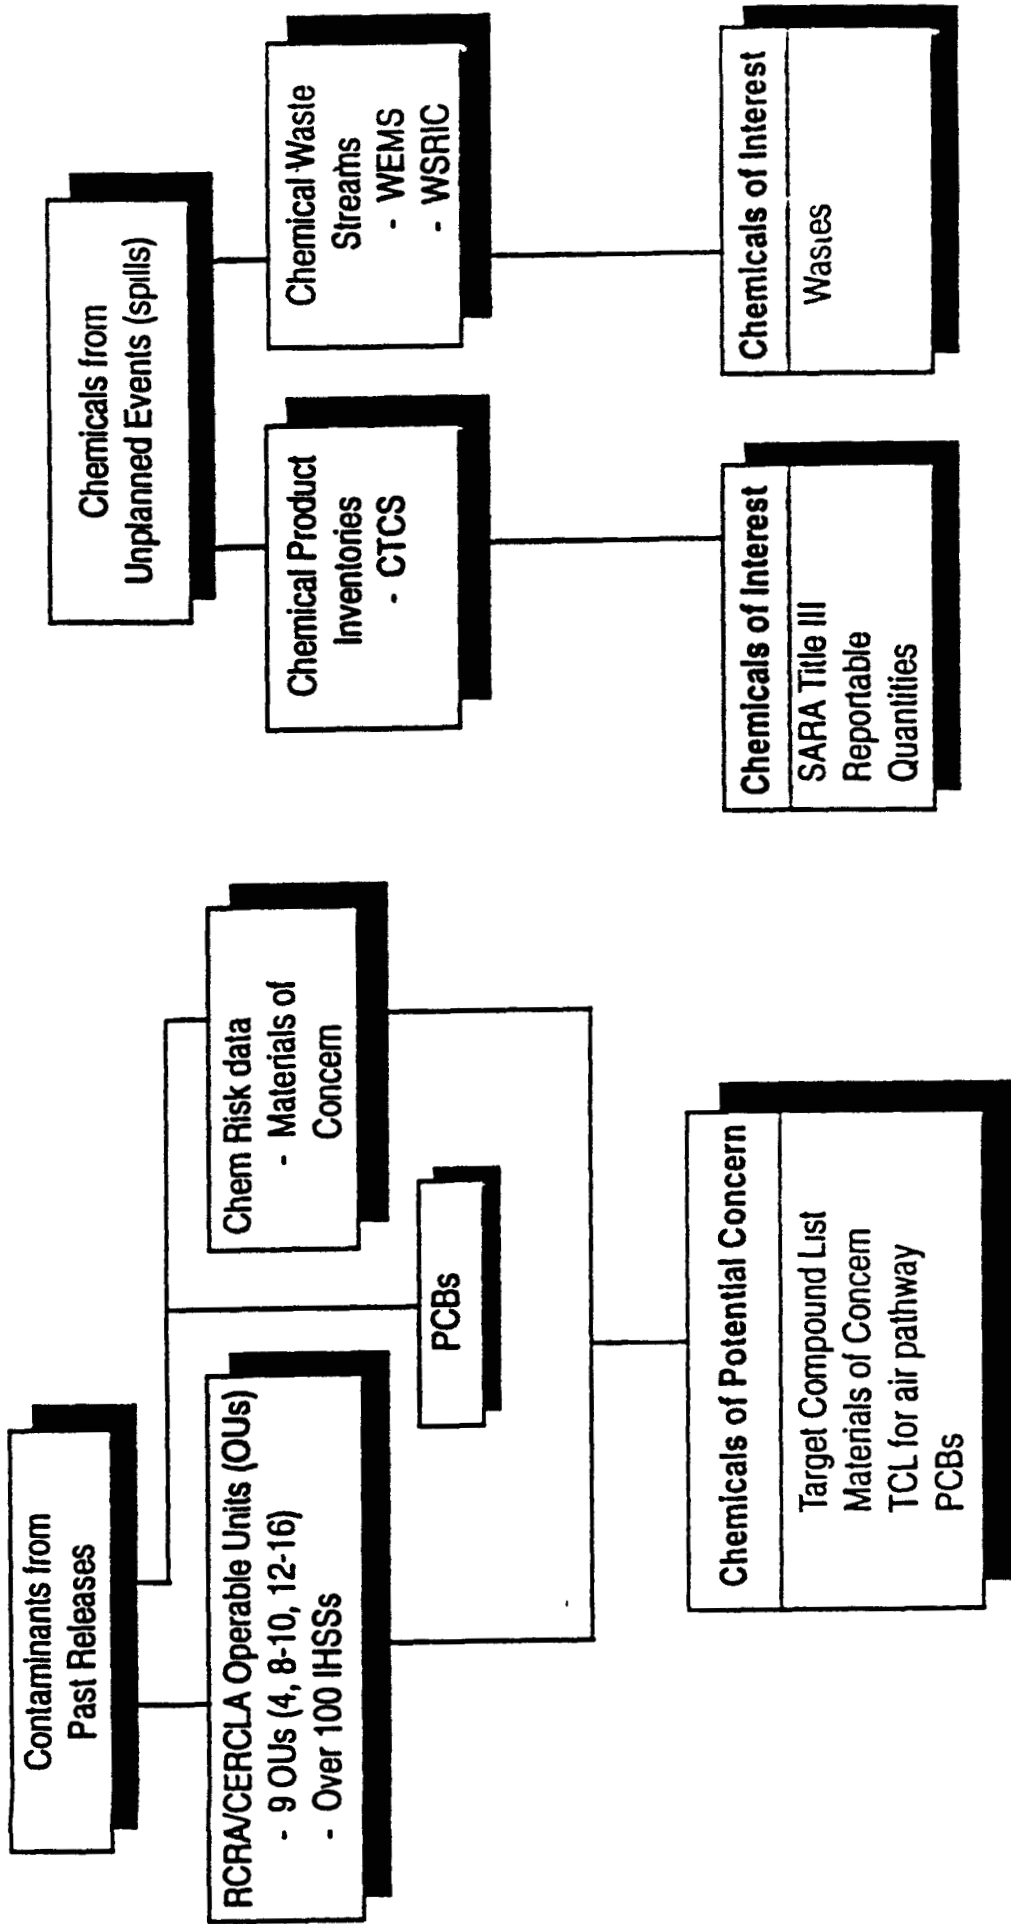 Contaminants from
Past Releases
RCRA/CERCLA Operable Units (OUs)
- 9 OUs (4, 8-10, 12-16)
- Over 100 IHSSs
PCBs
Chem Risk data
- Materials of
Concern
Chemicals of Potential Concern
Target Compound List
Materials of Concern
TCL for air pathway
PCBs
Chemicals from
Unplanned Events (spills)
Chemical Product
Inventories
- CTCS
Chemical Waste
Streams
- WEMS
- WSRIC
Chemicals of Interest
SARA Title III
Reportable
Quantities
Chemicals of Interest
Wastes